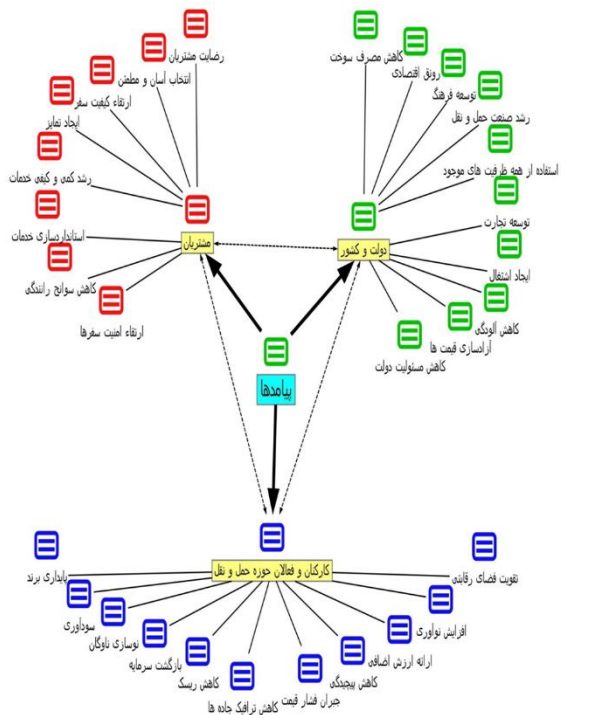 رضایت مشتریان
انتخاب آسان و مطمئن
ارتقاء کیفیت سفر
ایجاد تمایز
رشد کمی و کیفی خدمات
استانداردسازی خدمات
کاهش سوانح رانندگی
ارتقاء امنیت سفرها
مشتریان
کاهش مصرف سوخت
رونق اقتصادی
توسعه فرهنگ
رشد صنعت حمل و نقل
استفاده از همه ظرفیت های موجود
توسعه تجارت
ایجاد اشتغال
کاهش آلودگی
آزادسازی قیمت ها
کاهش مسئولیت دولت
دولت و کشور
پیامدها
کارکنان و فعالان حوزه حمل و نقل
تقویت فضای رقابتی
افزایش نوآوری
ارائه ارزش اضافی
کاهش پیچیدگی
جبران فشار قیمت
کاهش ترافیک جاده ها
کاهش ریسک
بازگشت سرمایه
نوسازی ناوگان
سودآوری
پایداری برند